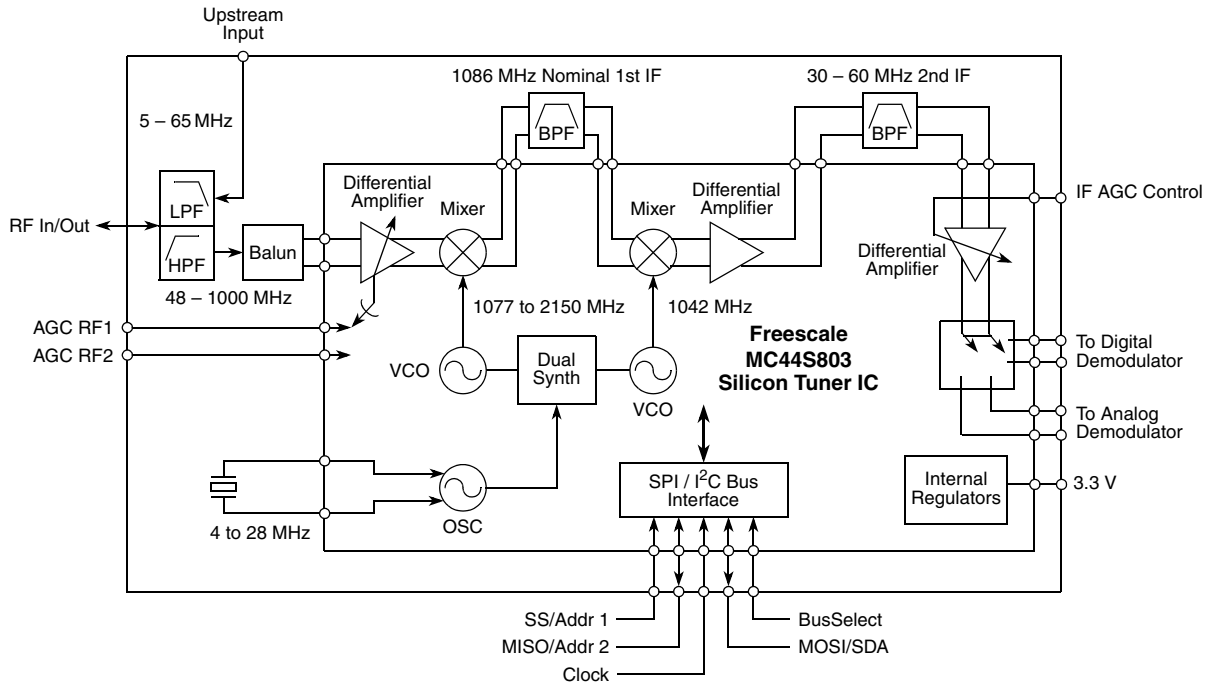 Upstream
Input
1086 MHz Nominal 1st IF
30 – 60 MHz 2nd IF
5 – 65 MHz
BPF
BPF
LPF
HPF
RF In/Out
Balun
48 – 1000 MHz
Differential
Amplifier
Mixer
Mixer
Differential
Amplifier
Differential
Amplifier
IF AGC Control
AGC RF1
AGC RF2
1077 to 2150 MHz
1042 MHz
VCO
Dual
Synth
VCO
Freescale
MC44S803
Silicon Tuner IC
To Digital
Demodulator
To Analog
Demodulator
4 to 28 MHz
OSC
SPI / I²C Bus
Interface
Internal
Regulators
3.3 V
SS/Addr 1
MISO/Addr 2
Clock
BusSelect
MOSI/SDA